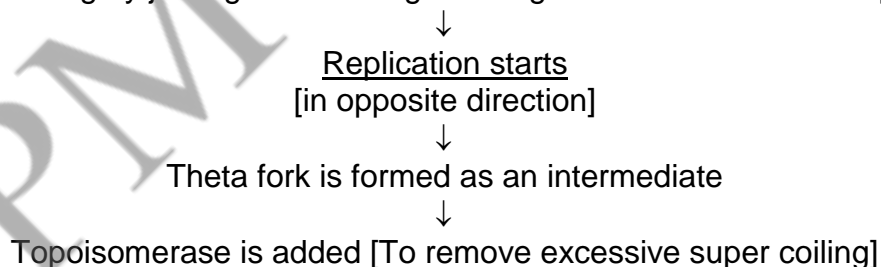 ↓
Replication starts
[in opposite direction]
↓
Theta fork is formed as an intermediate
↓
Topoisomerase is added [To remove excessive super coiling]
PM